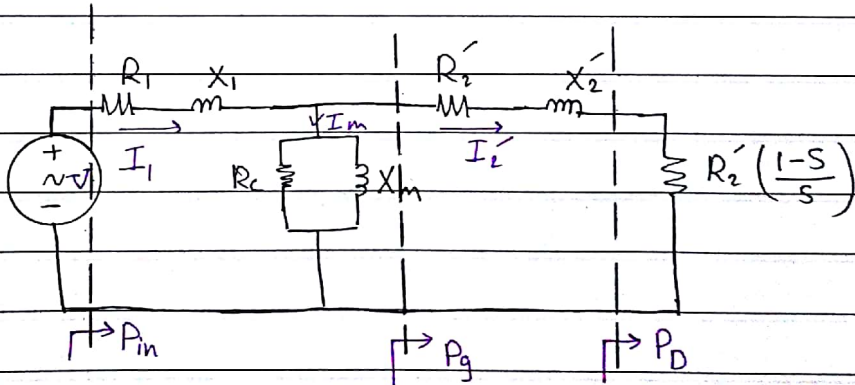 R₁ X₁ R₂′ X₂′
+ ~V − I₁ Im I₂′
Rc Xm R₂′ (1-S/S)
Pin Pg PD